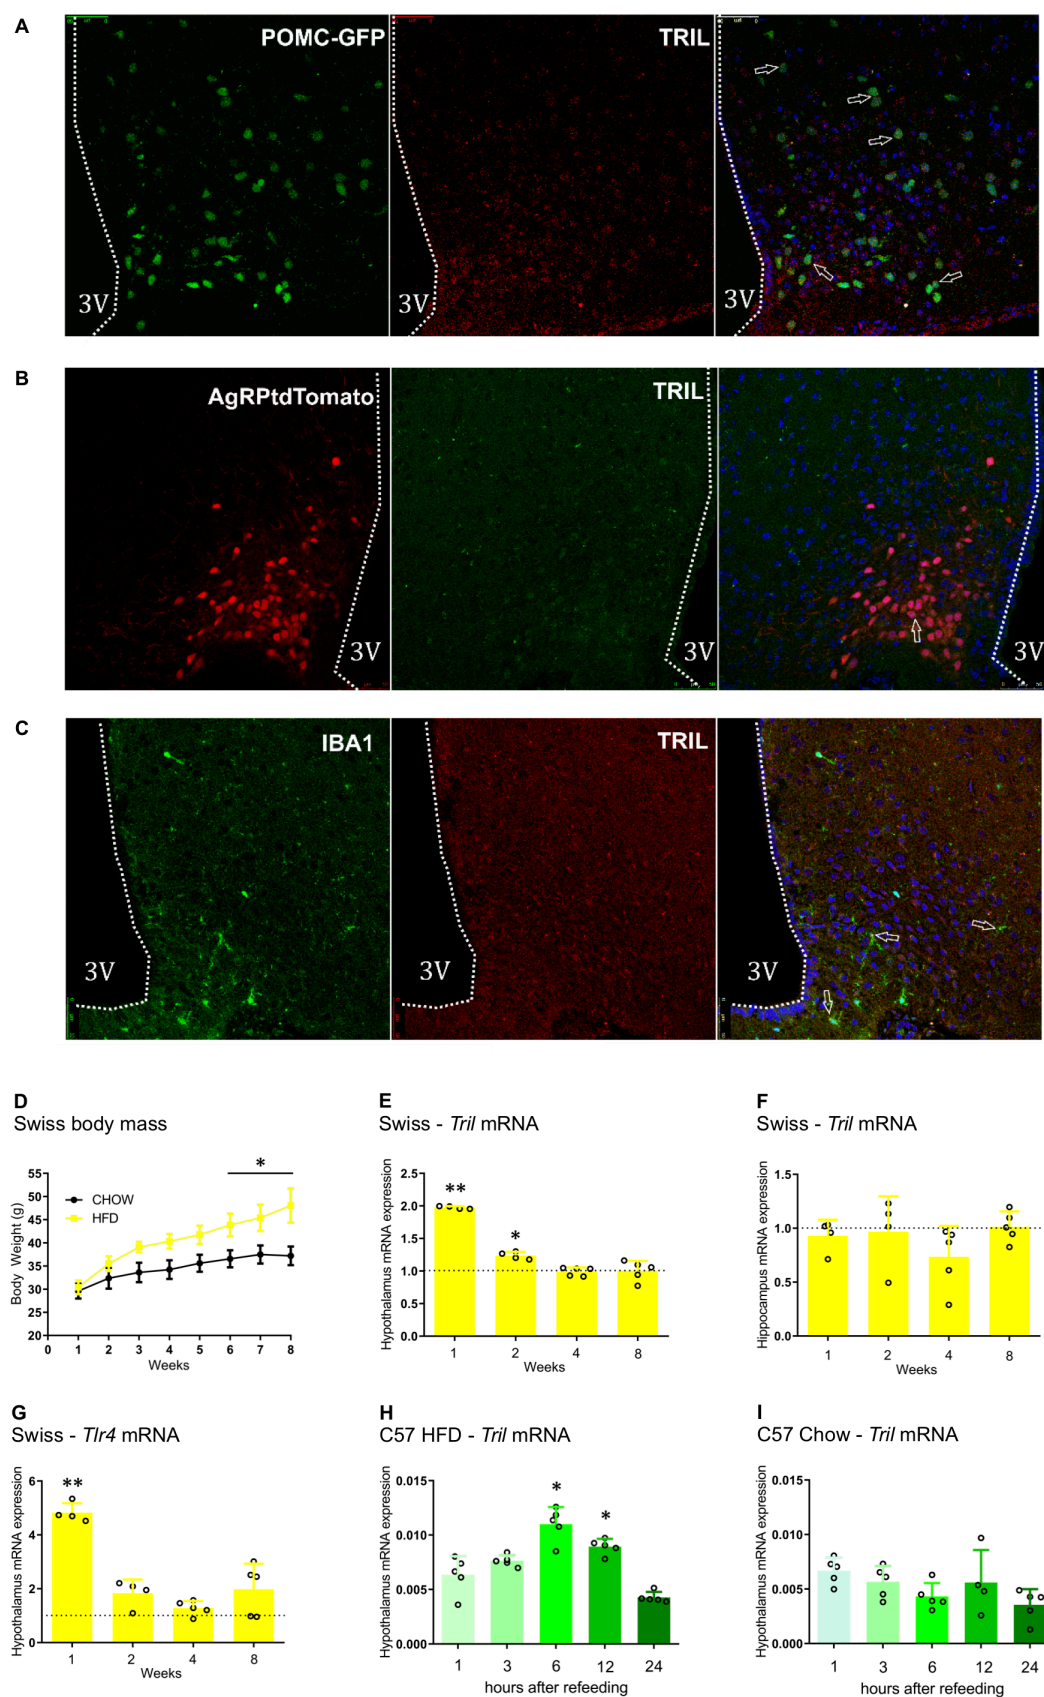 A
POMC-GFP
TRIL
3V
3V
3V
B
AgRPtdTomato
TRIL
3V
3V
3V
C
IBA1
TRIL
3V
3V
3V
D
Swiss body mass
Body Weight (g)
55
50
45
40
35
30
25
20
CHOW
HFD
*
0 1 2 3 4 5 6 7 8
Weeks
E
Swiss - Tril mRNA
Hypothalamus mRNA expression
2.5
2.0
1.5
1.0
0.5
0.0
**
*
1 2 4 8
Weeks
F
Swiss - Tril mRNA
Hippocampus mRNA expression
1.5
1.0
0.5
0.0
1 2 4 8
Weeks
G
Swiss - Tlr4 mRNA
Hypothalamus mRNA expression
6
4
2
0
**
1 2 4 8
Weeks
H
C57 HFD - Tril mRNA
Hypothalamus mRNA expression
0.015
0.010
0.005
0.000
*
*
1 3 6 12 24
hours after refeeding
I
C57 Chow - Tril mRNA
Hypothalamus mRNA expression
0.015
0.010
0.005
0.000
1 3 6 12 24
hours after refeeding